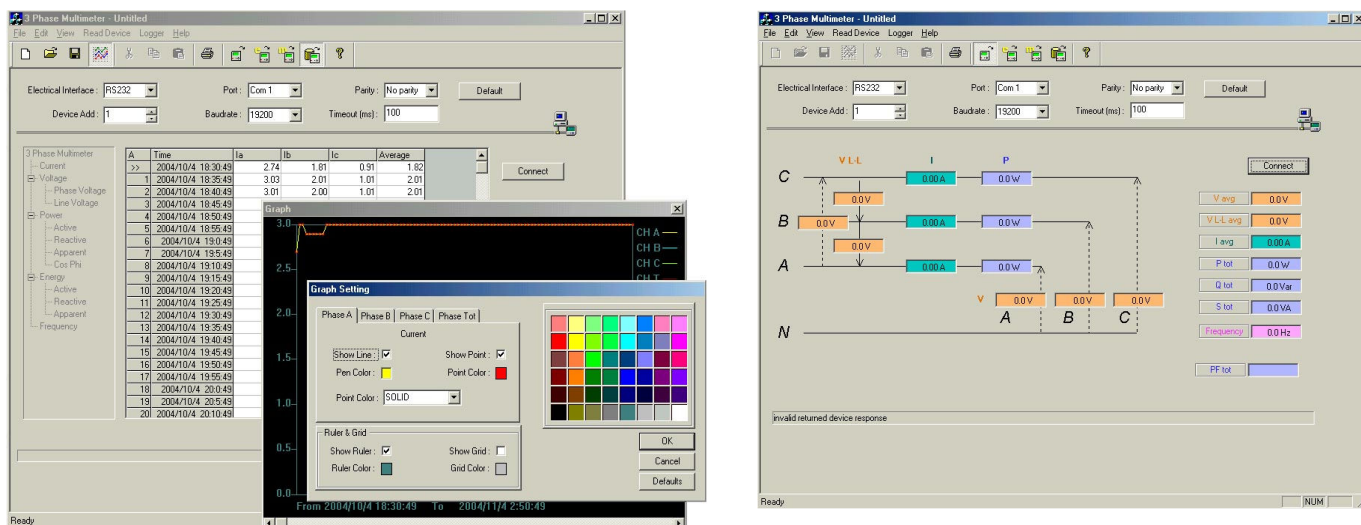 3 Phase Multimeter - Untitled
File Edit View Read Device Logger Help
Electrical Interface : RS232 Port : Com 1 Parity : No parity Default
Device Add : 1 Baudrate : 19200 Timeout (ms) : 100
3 Phase Multimeter
Current
Voltage
Phase Voltage
Line Voltage
Power
Active
Reactive
Apparent
Cos Phi
Energy
Active
Reactive
Apparent
Frequency
A Time Ia Ib Ic Average
>> 2004/10/4 18:30:49 2.74 1.81 0.91 1.82
1 2004/10/4 18:35:49 3.03 2.01 1.01 2.01
2 2004/10/4 18:40:49 3.01 2.00 1.01 2.01
3 2004/10/4 18:45:49
4 2004/10/4 18:50:49
5 2004/10/4 18:55:49
6 2004/10/4 19:0:49
7 2004/10/4 19:5:49
8 2004/10/4 19:10:49
9 2004/10/4 19:15:49
10 2004/10/4 19:20:49
11 2004/10/4 19:25:49
12 2004/10/4 19:30:49
13 2004/10/4 19:35:49
14 2004/10/4 19:40:49
15 2004/10/4 19:45:49
16 2004/10/4 19:50:49
17 2004/10/4 19:55:49
18 2004/10/4 20:0:49
19 2004/10/4 20:5:49
20 2004/10/4 20:10:49
Connect
Graph
3.0
2.5
2.0
1.5
1.0
0.5
0.0
CH A
CH B
CH C
CH T
From 2004/10/4 18:30:49 To 2004/11/4 2:50:49
Graph Setting
Phase A Phase B Phase C Phase Tot
Current
Show Line : Show Point :
Pen Color : Point Color :
Point Color : SOLID
Ruler & Grid
Show Ruler : Show Grid :
Ruler Color : Grid Color :
OK
Cancel
Defaults
Ready
3 Phase Multimeter - Untitled
File Edit View Read Device Logger Help
Electrical Interface : RS232 Port : Com 1 Parity : No parity Default
Device Add : 1 Baudrate : 19200 Timeout (ms) : 100
V L-L I P
Connect
C 0.00 A 0.0 W
0.0 V
B 0.0 V 0.00 A 0.0 W
0.0 V
A 0.00 A 0.0 W
V 0.0 V 0.0 V 0.0 V
A B C
N
V avg 0.0 V
V L-L avg 0.0 V
I avg 0.00 A
P tot 0.0 W
Q tot 0.0 Var
S tot 0.0 VA
Frequency 0.0 Hz
PF tot
invalid returned device response
Ready NUM